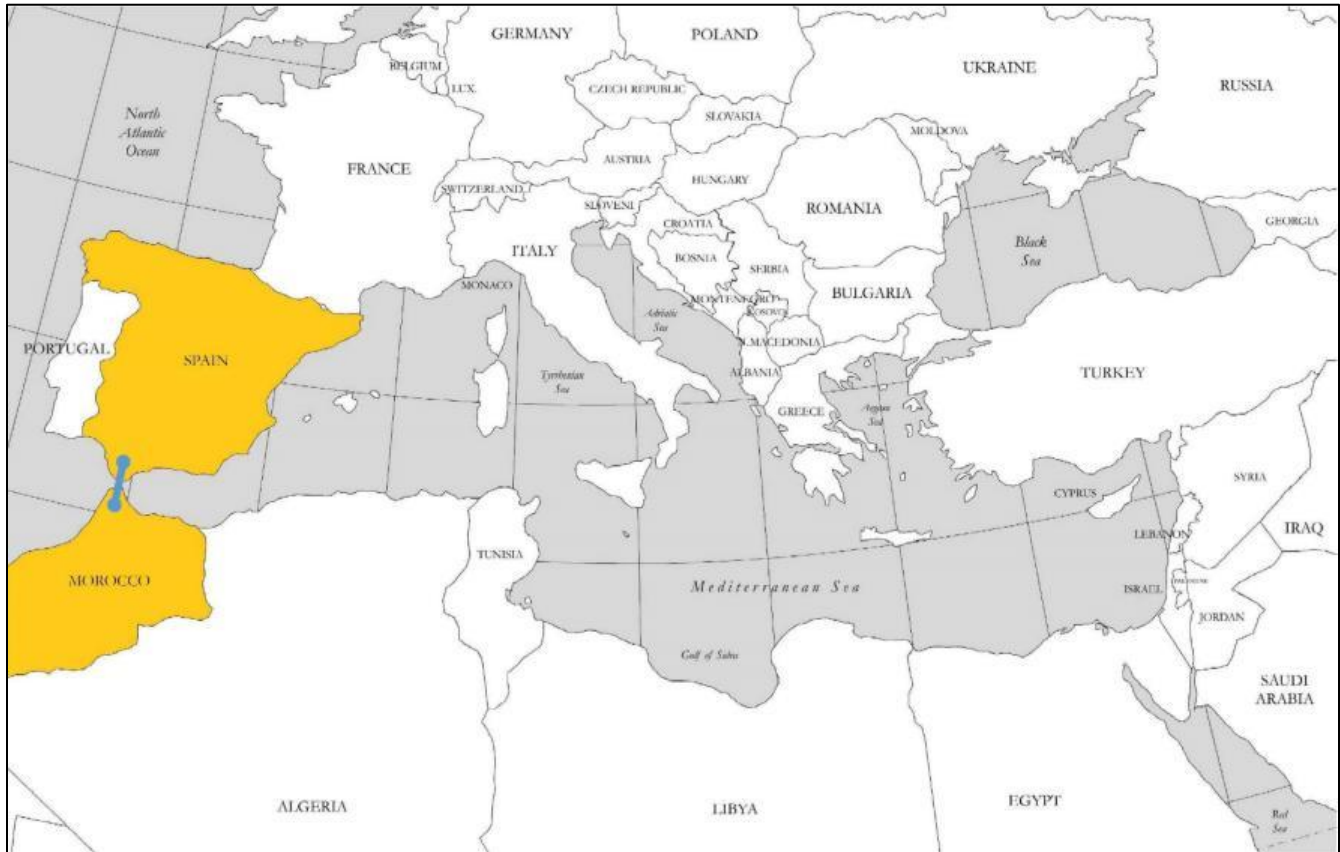 GERMANY
POLAND
UKRAINE
RUSSIA
BELGIUM
LUX.
CZECH REPUBLIC
SLOVAKIA
MOLDOVA
North
Atlantic
Ocean
FRANCE
AUSTRIA
HUNGARY
SWITZERLAND
SLOVENI
ROMANIA
CROATIA
GEORGIA
ITALY
BOSNIA
SERBIA
Black
Sea
MONACO
MONTENEGRO
KOSOVO
BULGARIA
Adriatic
Sea
PORTUGAL
SPAIN
N.MACEDONIA
ALBANIA
Tyrrhenian
Sea
TURKEY
GREECE
Aegean
Sea
SYRIA
CYPRUS
LEBANON
IRAQ
TUNISIA
MOROCCO
Mediterranean Sea
ISRAEL
PALESTINE
JORDAN
Gulf of Sidra
SAUDI
ARABIA
ALGERIA
LIBYA
EGYPT
Red
Sea